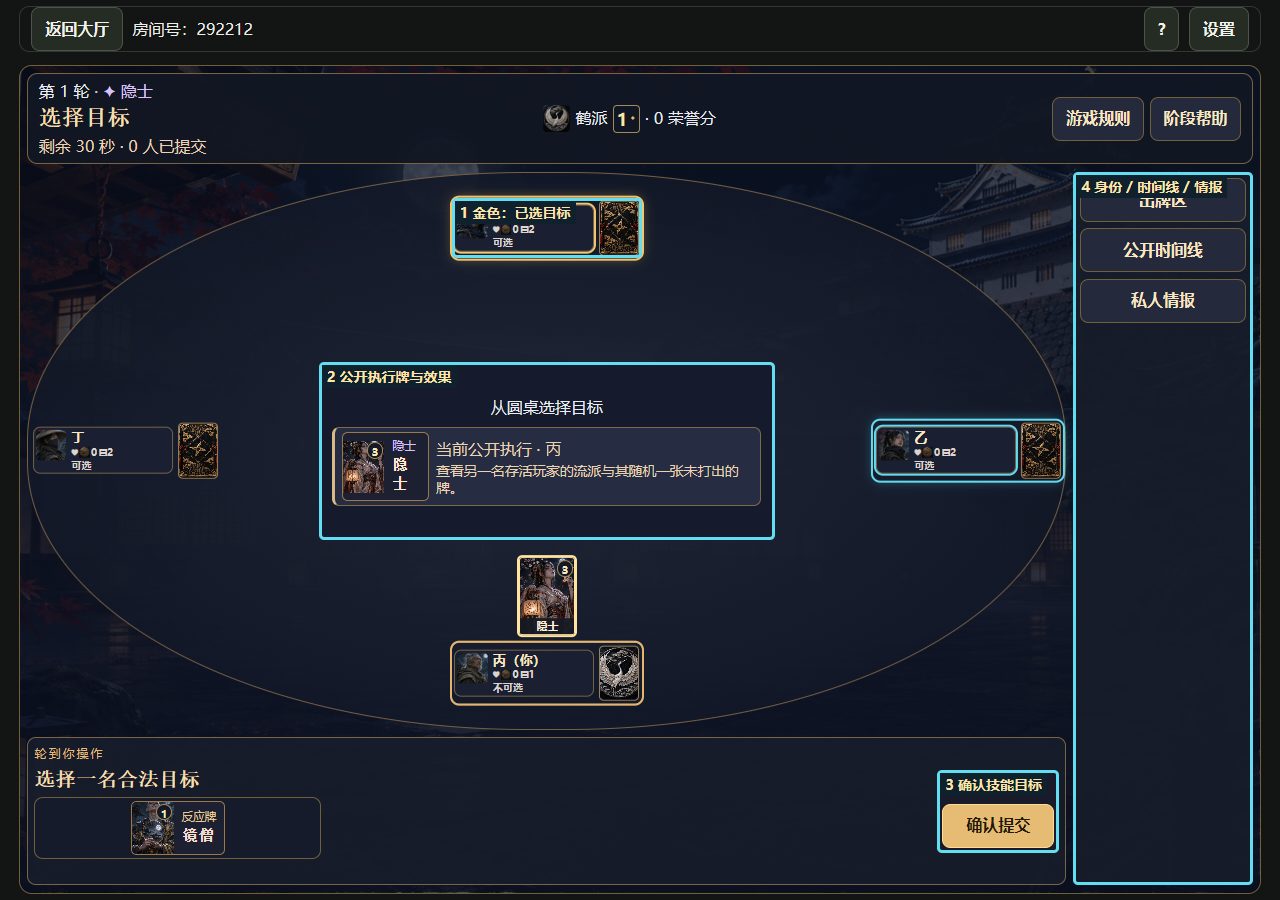 返回大厅
房间号：292212
?
设置
第 1 轮 · ✦ 隐士
选择目标
剩余 30 秒 · 0 人已提交
鹤派 1· · 0 荣誉分
游戏规则
阶段帮助
1 金色：已选目标
0 2
可选
4 身份 / 时间线 / 情报
出牌区
公开时间线
私人情报
2 公开执行牌与效果
从圆桌选择目标
3
隐士
隐士
当前公开执行 · 丙
查看另一名存活玩家的流派与其随机一张未打出的
牌。
丁
0 2
可选
乙
0 2
可选
3
隐士
丙（你）
0 1
不可选
轮到你操作
选择一名合法目标
1
反应牌
镜僧
3 确认技能目标
确认提交